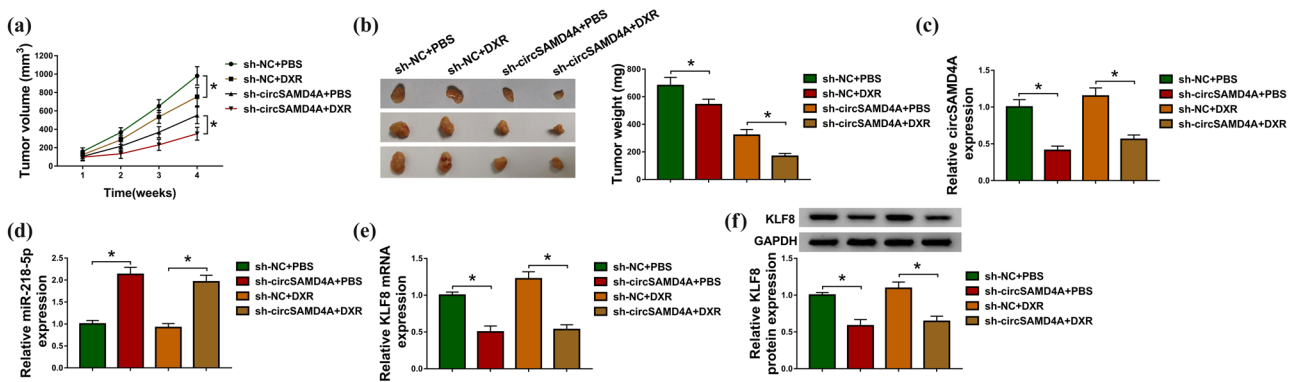 (a)
Tumor volume (mm³)
1200
1000
800
600
400
200
0
1 2 3 4
Time(weeks)
sh-NC+PBS
sh-NC+DXR
sh-circSAMD4A+PBS
sh-circSAMD4A+DXR
*
*
(b)
sh-NC+PBS
sh-NC+DXR
sh-circSAMD4A+PBS
sh-circSAMD4A+DXR
Tumor weight (mg)
800
600
400
200
0
*
*
sh-NC+PBS
sh-NC+DXR
sh-circSAMD4A+PBS
sh-circSAMD4A+DXR
(c)
Relative circSAMD4A
expression
1.5
1.0
0.5
0.0
*
*
sh-NC+PBS
sh-circSAMD4A+PBS
sh-NC+DXR
sh-circSAMD4A+DXR
(d)
Relative miR-218-5p
expression
2.5
2.0
1.5
1.0
0.5
0.0
*
*
sh-NC+PBS
sh-circSAMD4A+PBS
sh-NC+DXR
sh-circSAMD4A+DXR
(e)
Relative KLF8 mRNA
expression
1.5
1.0
0.5
0.0
*
*
sh-NC+PBS
sh-circSAMD4A+PBS
sh-NC+DXR
sh-circSAMD4A+DXR
(f)
KLF8
GAPDH
Relative KLF8
protein expression
1.5
1.0
0.5
0.0
*
*
sh-NC+PBS
sh-circSAMD4A+PBS
sh-NC+DXR
sh-circSAMD4A+DXR